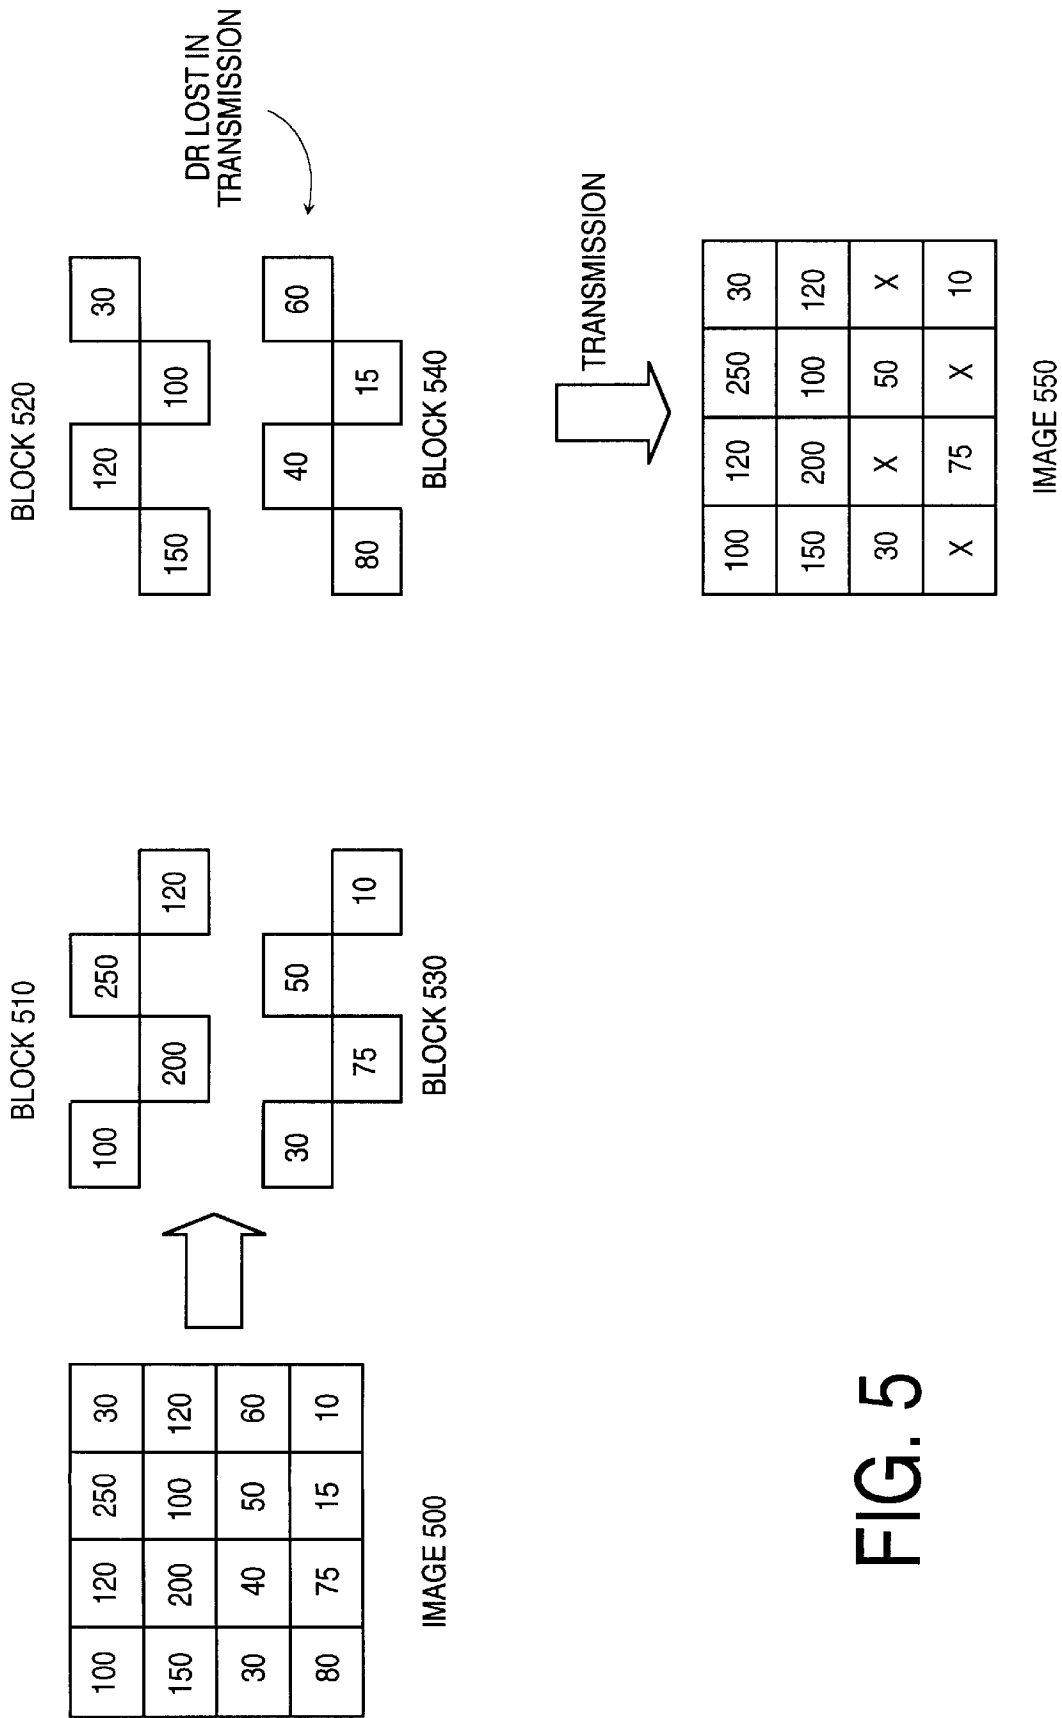 BLOCK 510
100 250
200 120
BLOCK 520
120 30
150 100
DR LOST IN
TRANSMISSION
100 120 250 30
150 200 100 120
30 40 50 60
80 75 15 10
IMAGE 500
30 50
75 10
BLOCK 530
40 60
80 15
BLOCK 540
TRANSMISSION
100 120 250 30
150 200 100 120
30 X 50 X
X 75 X 10
IMAGE 550
FIG. 5